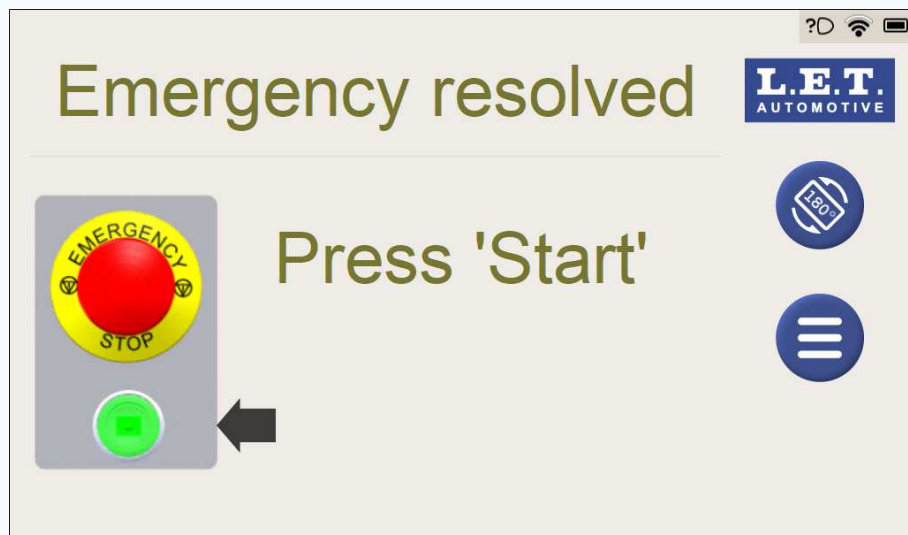 ?
Emergency resolved
L.E.T.
AUTOMOTIVE
180°
EMERGENCY
STOP
Press 'Start'